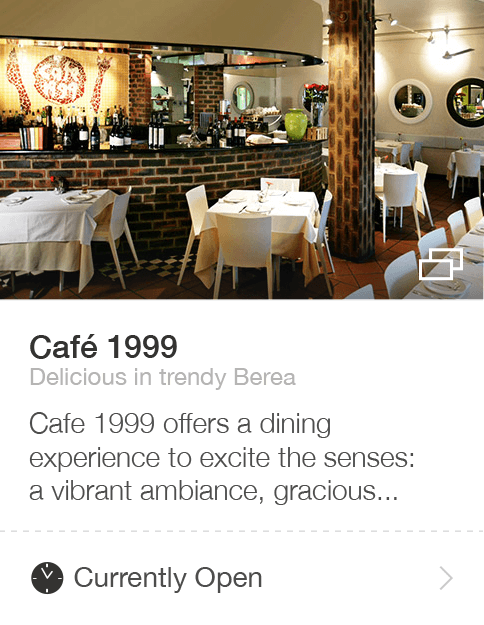 Café 1999
Delicious in trendy Berea
Cafe 1999 offers a dining
experience to excite the senses:
a vibrant ambiance, gracious...
Currently Open